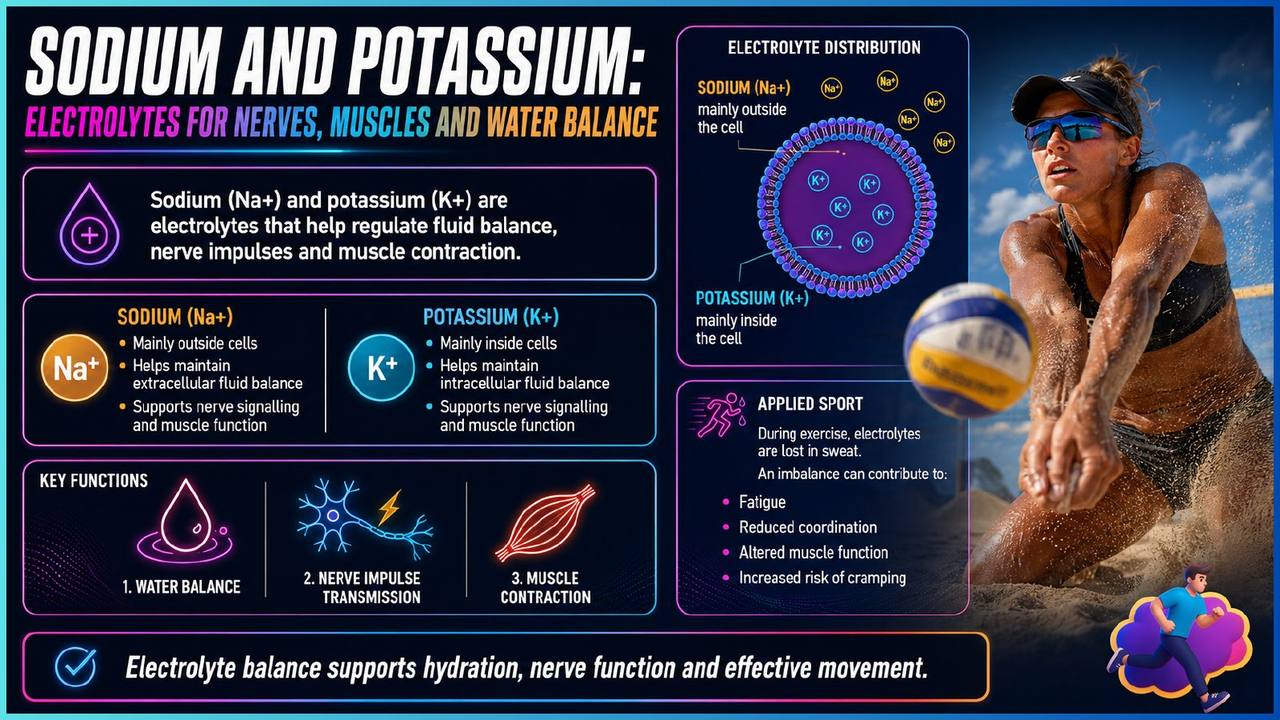 SODIUM AND POTASSIUM:
ELECTROLYTES FOR NERVES, MUSCLES AND WATER BALANCE
Sodium (Na+) and potassium (K+) are
electrolytes that help regulate fluid balance,
nerve impulses and muscle contraction.
SODIUM (Na+)
Na+
• Mainly outside cells
• Helps maintain
extracellular fluid balance
• Supports nerve signalling
and muscle function
POTASSIUM (K+)
K+
• Mainly inside cells
• Helps maintain
intracellular fluid balance
• Supports nerve signalling
and muscle function
KEY FUNCTIONS
1. WATER BALANCE
2. NERVE IMPULSE
TRANSMISSION
3. MUSCLE
CONTRACTION
ELECTROLYTE DISTRIBUTION
SODIUM (Na+)
mainly outside
the cell
Na+
Na+
Na+
Na+
Na+
K+
K+
K+
K+
K+
K+
POTASSIUM (K+)
mainly inside
the cell
APPLIED SPORT
During exercise, electrolytes
are lost in sweat.
An imbalance can contribute to:
• Fatigue
• Reduced coordination
• Altered muscle function
• Increased risk of cramping
Electrolyte balance supports hydration, nerve function and effective movement.